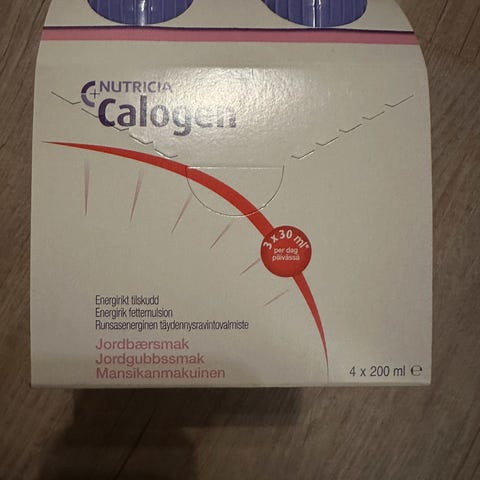 NUTRICIA
Calogen
3 x 30 ml*
per dag
päivässä
Energirikt tilskudd
Energirik fettemulsion
Runsasenerginen täydennysravintovalmiste
Jordbærsmak
Jordgubbssmak
Mansikanmakuinen
4 x 200 ml ℮